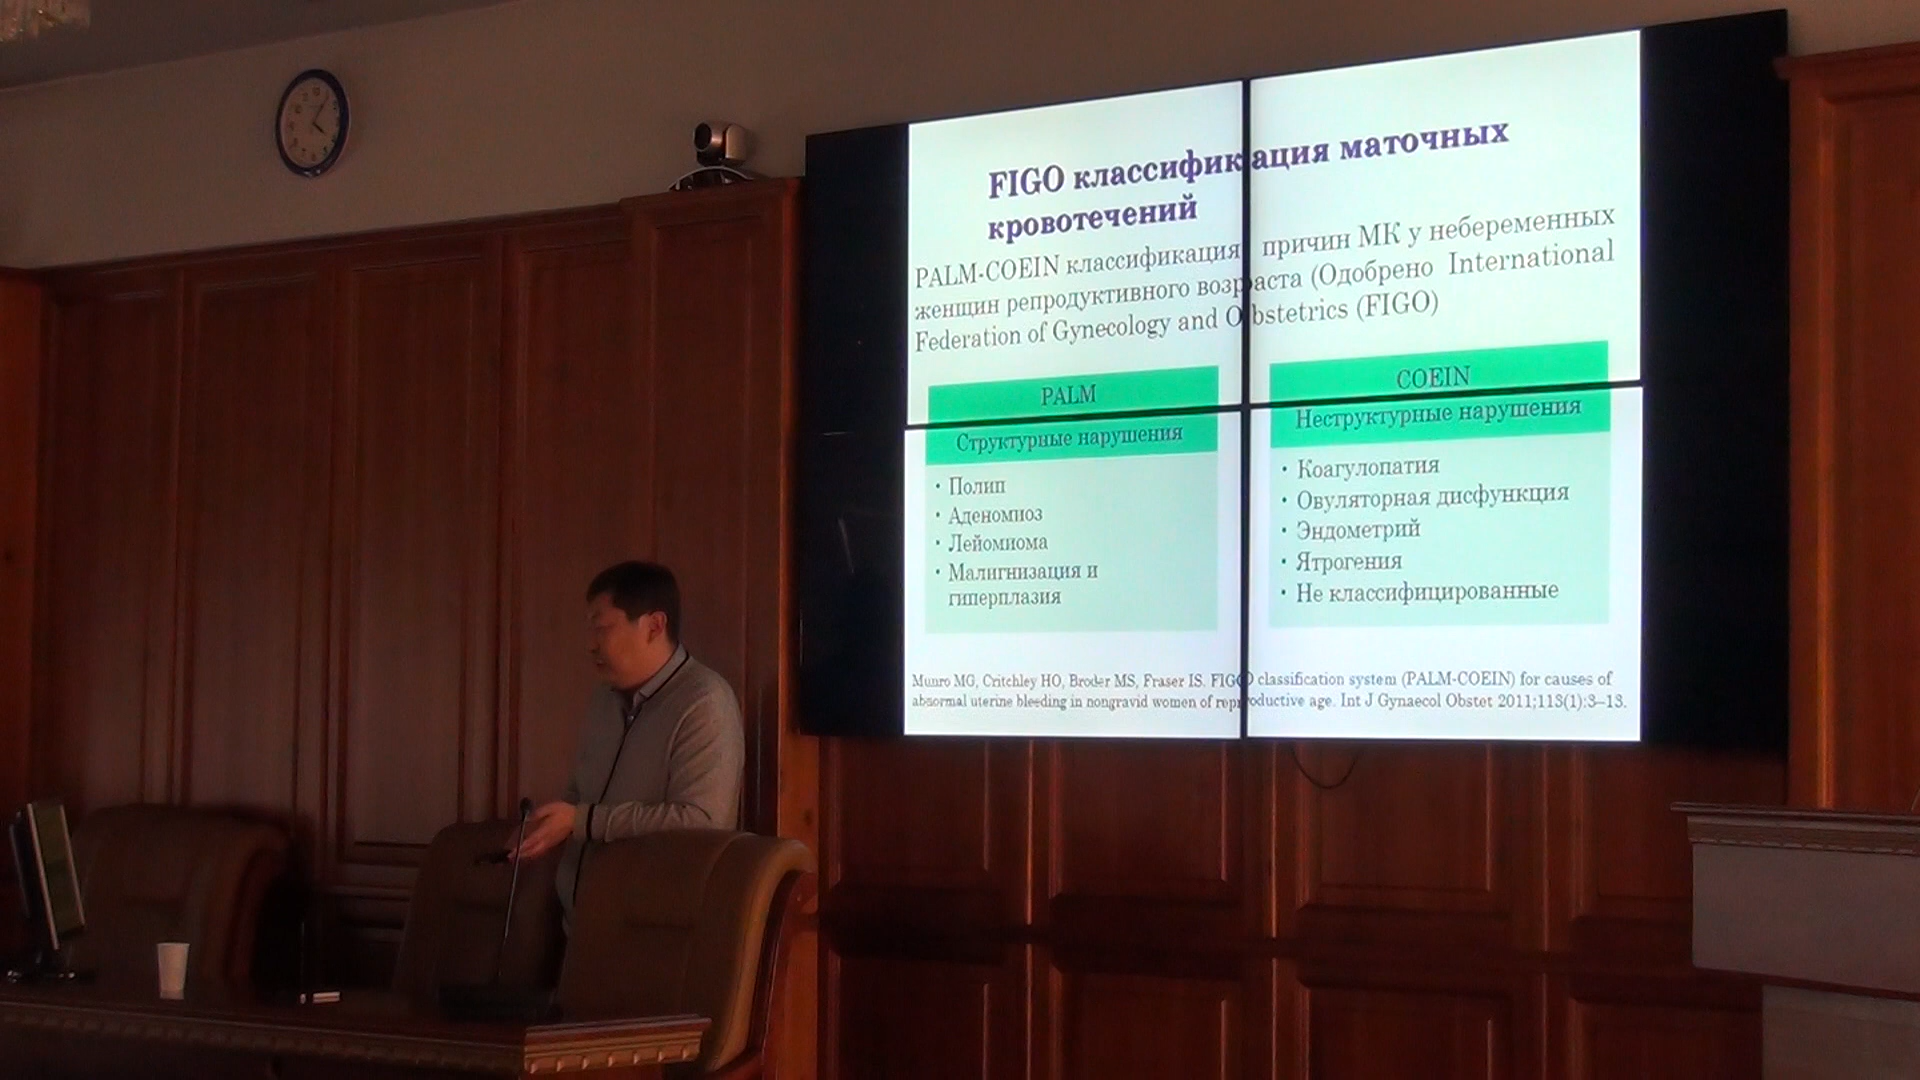 FIGO классификация маточных
кровотечений
PALM-COEIN классификация причин МК у небеременных
женщин репродуктивного возраста (Одобрено International
Federation of Gynecology and Obstetrics (FIGO)
PALM
Структурные нарушения
• Полип
• Аденомиоз
• Лейомиома
• Малигнизация и
гиперплазия
COEIN
Неструктурные нарушения
• Коагулопатия
• Овуляторная дисфункция
• Эндометрий
• Ятрогения
• Не классифицированные
Munro MG, Critchley HO, Broder MS, Fraser IS. FIGO classification system (PALM-COEIN) for causes of
abnormal uterine bleeding in nongravid women of reproductive age. Int J Gynaecol Obstet 2011;113(1):3–13.